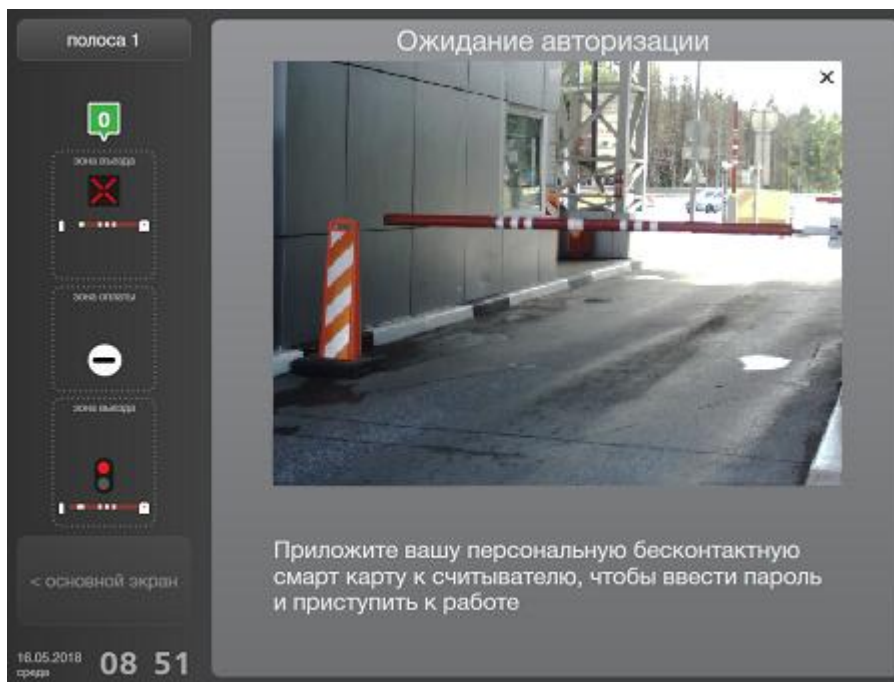 полоса 1
Ожидание авторизации
0
зона въезда
зона оплаты
зона выезда
< основной экран
Приложите вашу персональную бесконтактную
смарт карту к считывателю, чтобы ввести пароль
и приступить к работе
16.05.2018
среда
08 51